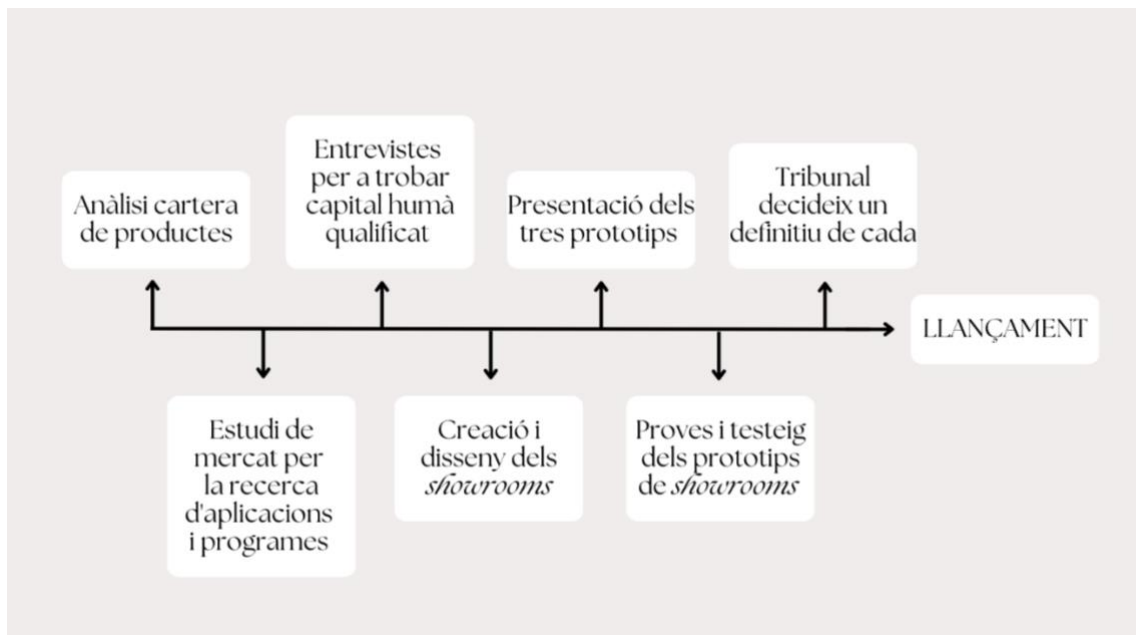 Anàlisi cartera
de productes
Estudi de
mercat per
la recerca
d'aplicacions
i programes
Entrevistes
per a trobar
capital humà
qualificat
Creació i
disseny dels
showrooms
Presentació dels
tres prototips
Proves i testeig
dels prototips
de showrooms
Tribunal
decideix un
definitiu de cada
LLANÇAMENT